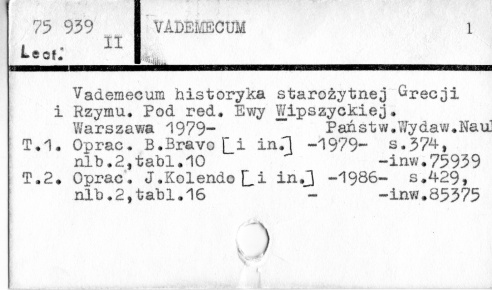 75 939 II VADEMECUM 1
Lect.
Vademecum historyka starożytnej Grecji
i Rzymu. Pod red. Ewy Wipszyckiej.
Warszawa 1979- Państw.Wydaw.Nauk
T.1. Oprac. B.Bravo [i in.] -1979- s.374,
nlb.2,tabl.10 -inw.75939
T.2. Oprac. J.Kolendo [i in.] -1986- s.429,
nlb.2,tabl.16 - -inw.85375